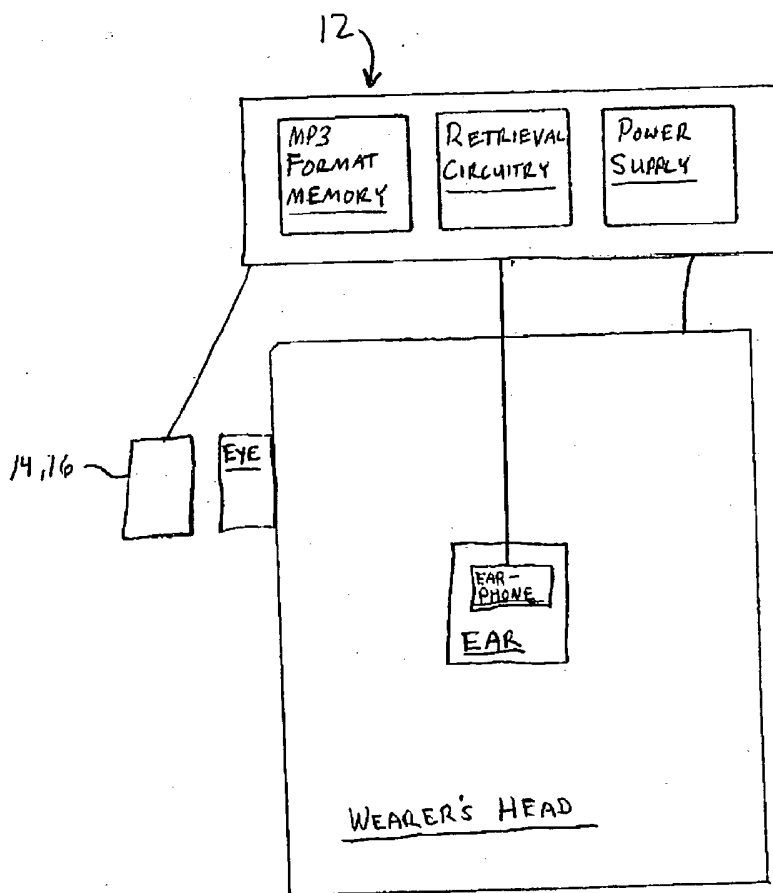 12
MP3
FORMAT
MEMORY
RETRIEVAL
CIRCUITRY
POWER
SUPPLY
14,16
EYE
EAR-
PHONE
EAR
WEARER'S HEAD